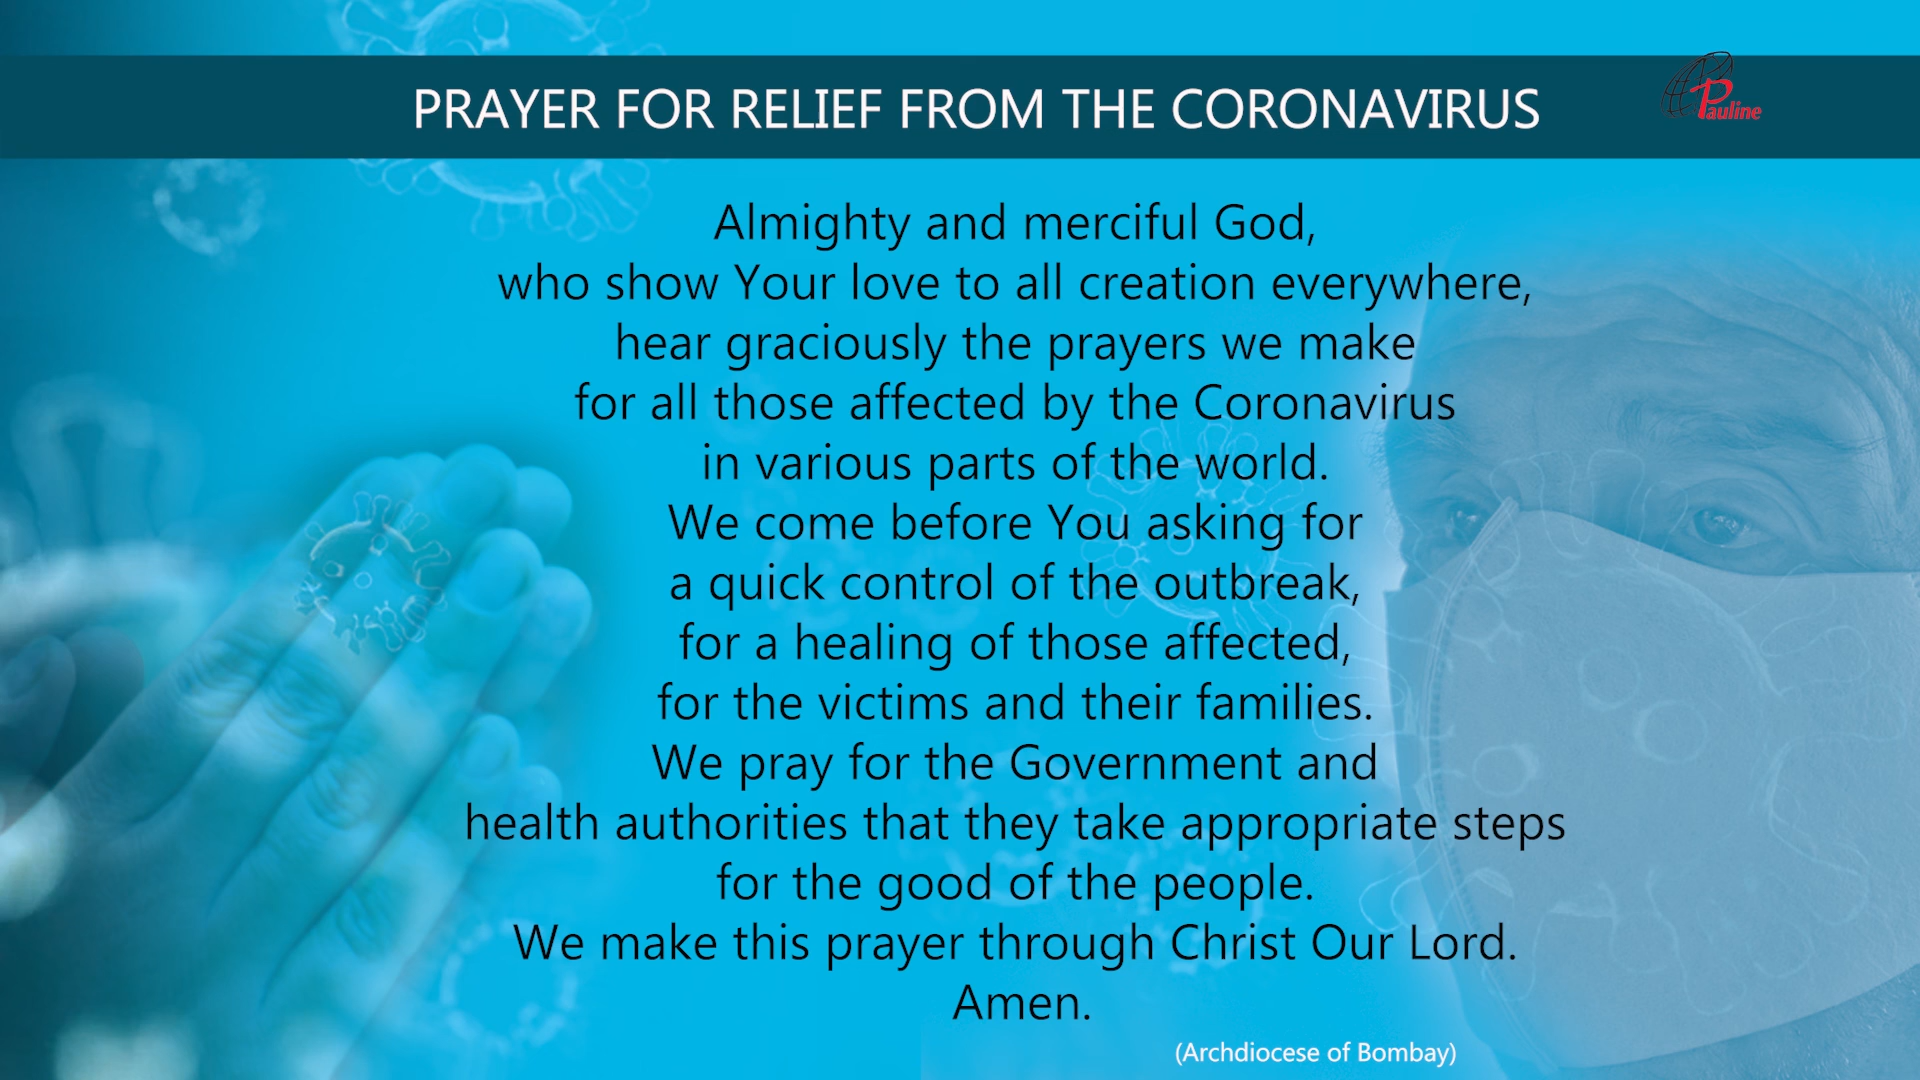 PRAYER FOR RELIEF FROM THE CORONAVIRUS
Pauline
Almighty and merciful God,
who show Your love to all creation everywhere,
hear graciously the prayers we make
for all those affected by the Coronavirus
in various parts of the world.
We come before You asking for
a quick control of the outbreak,
for a healing of those affected,
for the victims and their families.
We pray for the Government and
health authorities that they take appropriate steps
for the good of the people.
We make this prayer through Christ Our Lord.
Amen.
(Archdiocese of Bombay)